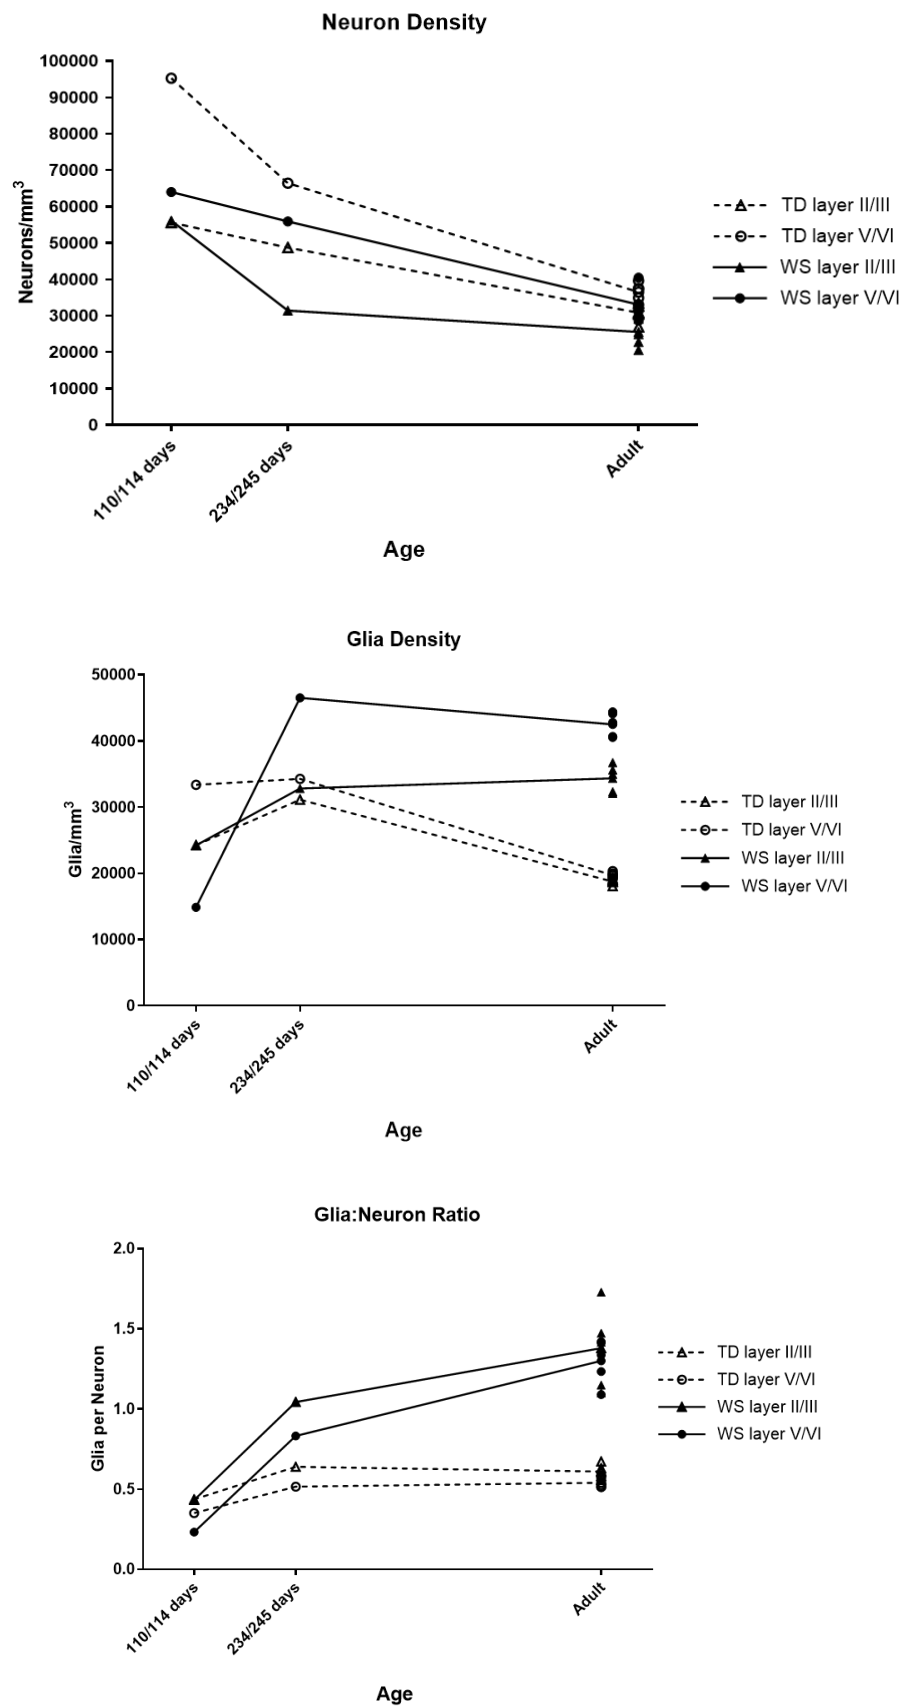 Neuron Density
100000
90000
80000
70000
60000
50000
40000
30000
20000
10000
0
Neurons/mm³
110/114 days
234/245 days
Adult
Age
TD layer II/III
TD layer V/VI
WS layer II/III
WS layer V/VI
Glia Density
50000
40000
30000
20000
10000
0
Glia/mm³
110/114 days
234/245 days
Adult
Age
TD layer II/III
TD layer V/VI
WS layer II/III
WS layer V/VI
Glia:Neuron Ratio
2.0
1.5
1.0
0.5
0.0
Glia per Neuron
110/114 days
234/245 days
Adult
Age
TD layer II/III
TD layer V/VI
WS layer II/III
WS layer V/VI